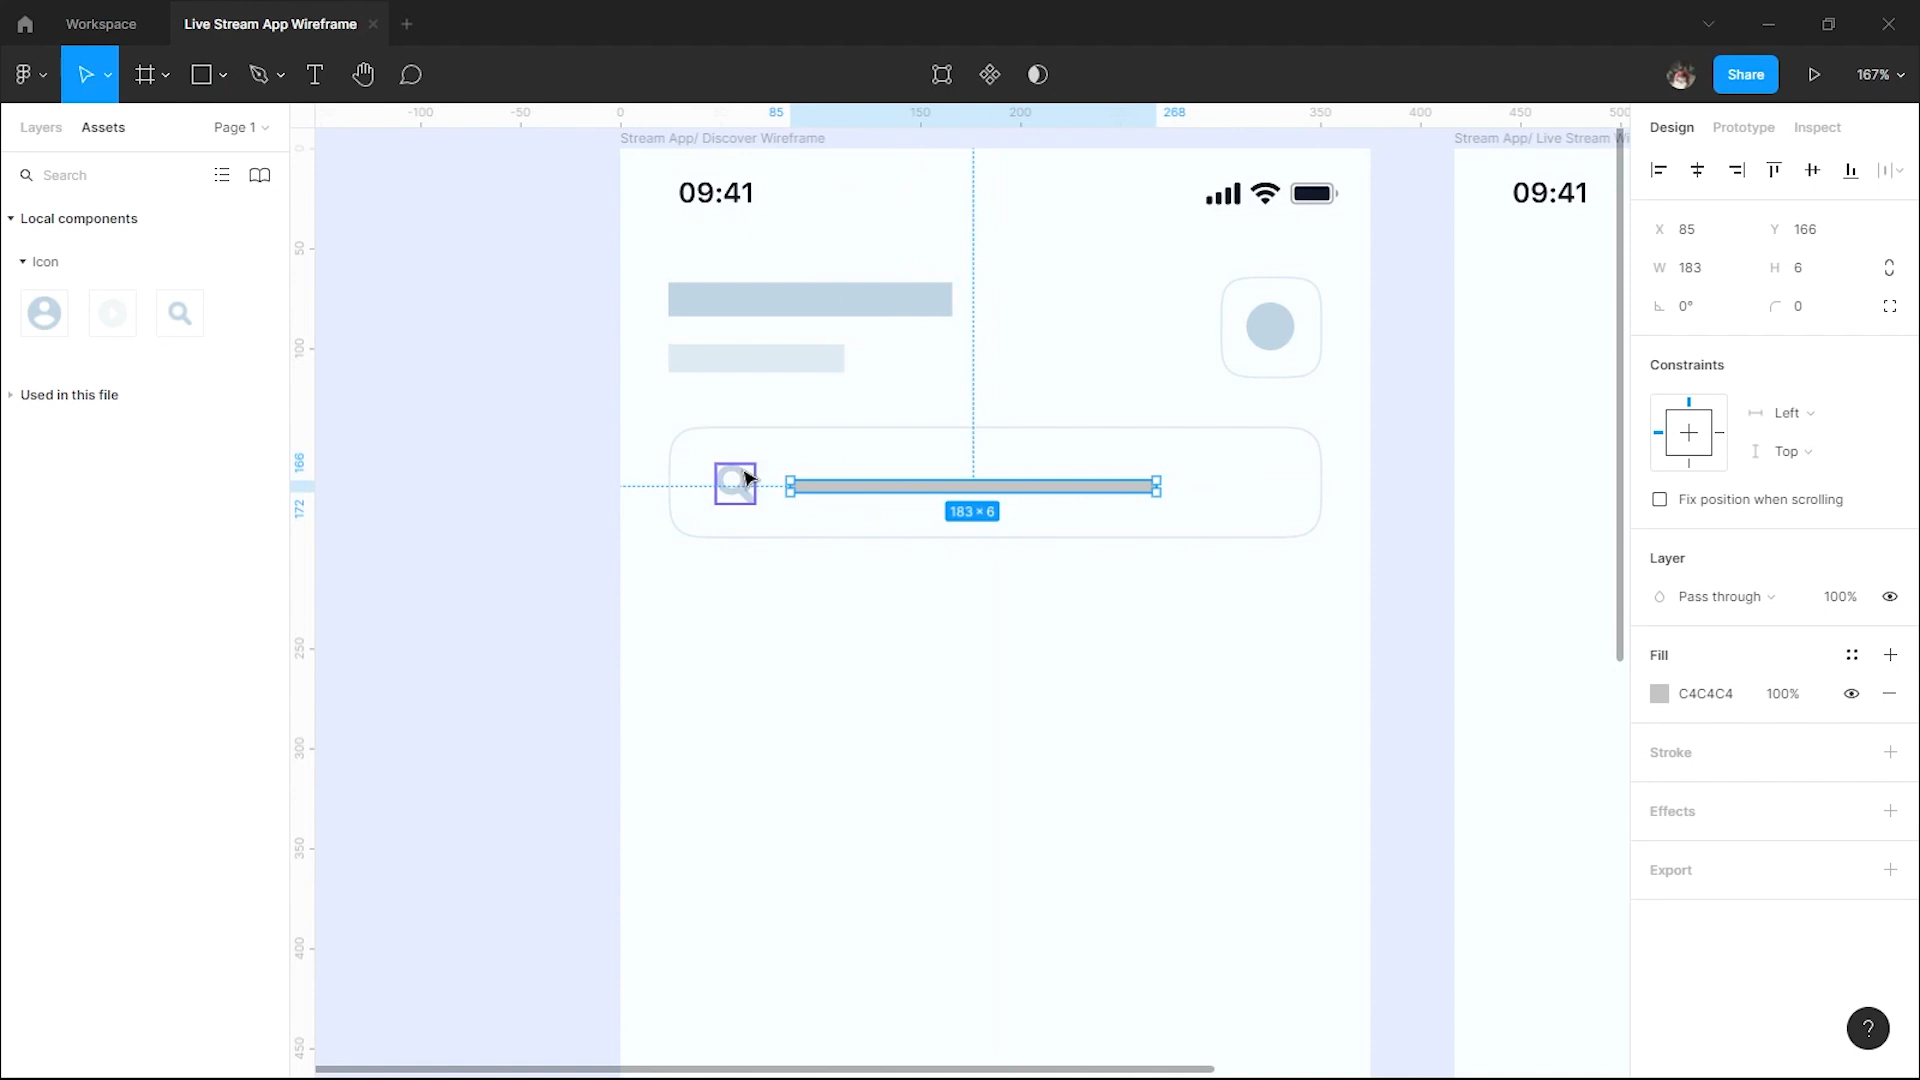 Workspace
Live Stream App Wireframe
Share
167%
Layers
Assets
Page 1
-100
-50
0
85
150
200
268
350
400
450
500
Design
Prototype
Inspect
Stream App/ Discover Wireframe
Stream App/ Live Stream Wi
Search
Local components
Icon
Used in this file
0
50
100
166
172
250
300
350
400
450
09:41
09:41
183 × 6
X 85
Y 166
W 183
H 6
0°
0
Constraints
Left
Top
Fix position when scrolling
Layer
Pass through
100%
Fill
C4C4C4
100%
Stroke
Effects
Export
?